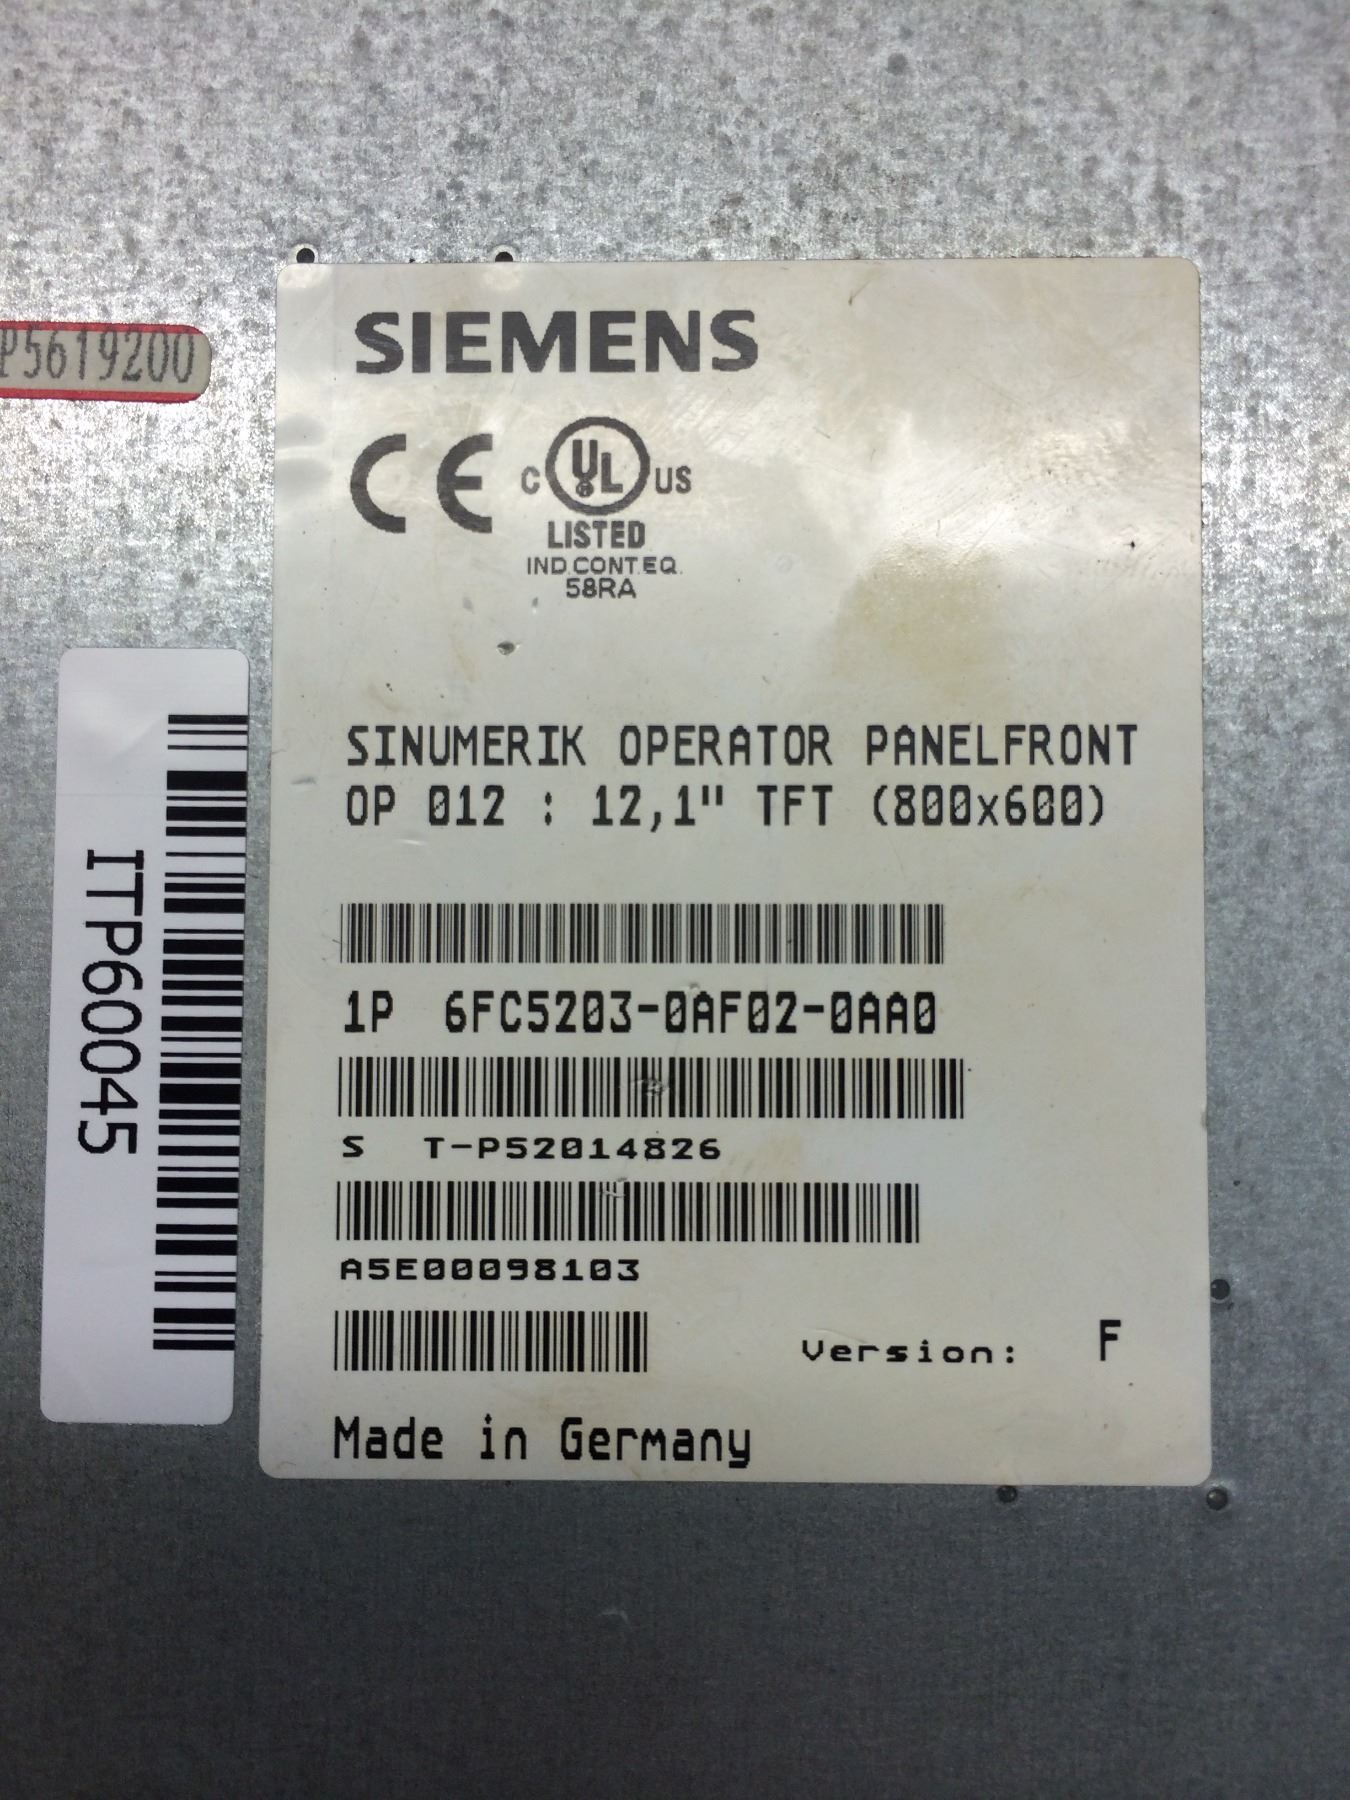 P5619200
SIEMENS
CE
C UL US
LISTED
IND.CONT.EQ.
58RA
SINUMERIK OPERATOR PANELFRONT
OP 012 : 12,1" TFT (800x600)
1P 6FC5203-0AF02-0AA0
S T-P52014826
A5E00098103
Version: F
Made in Germany
ITP60045